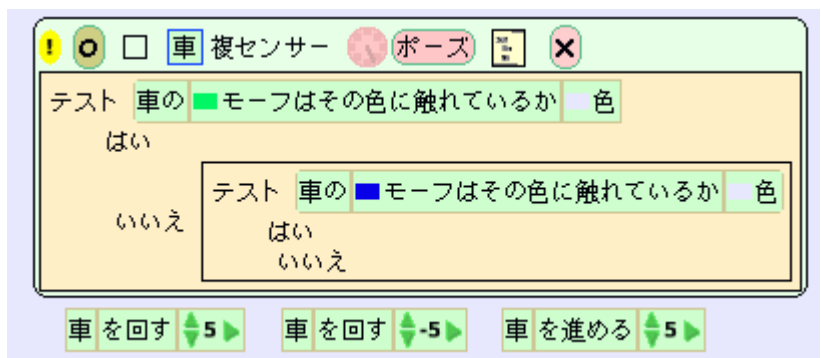 ! O 車 複センサー ポーズ ×
テスト 車の モーフはその色に触れているか 色
はい
テスト 車の モーフはその色に触れているか 色
いいえ
はい
いいえ
車 を回す 5 車 を回す -5 車 を進める 5